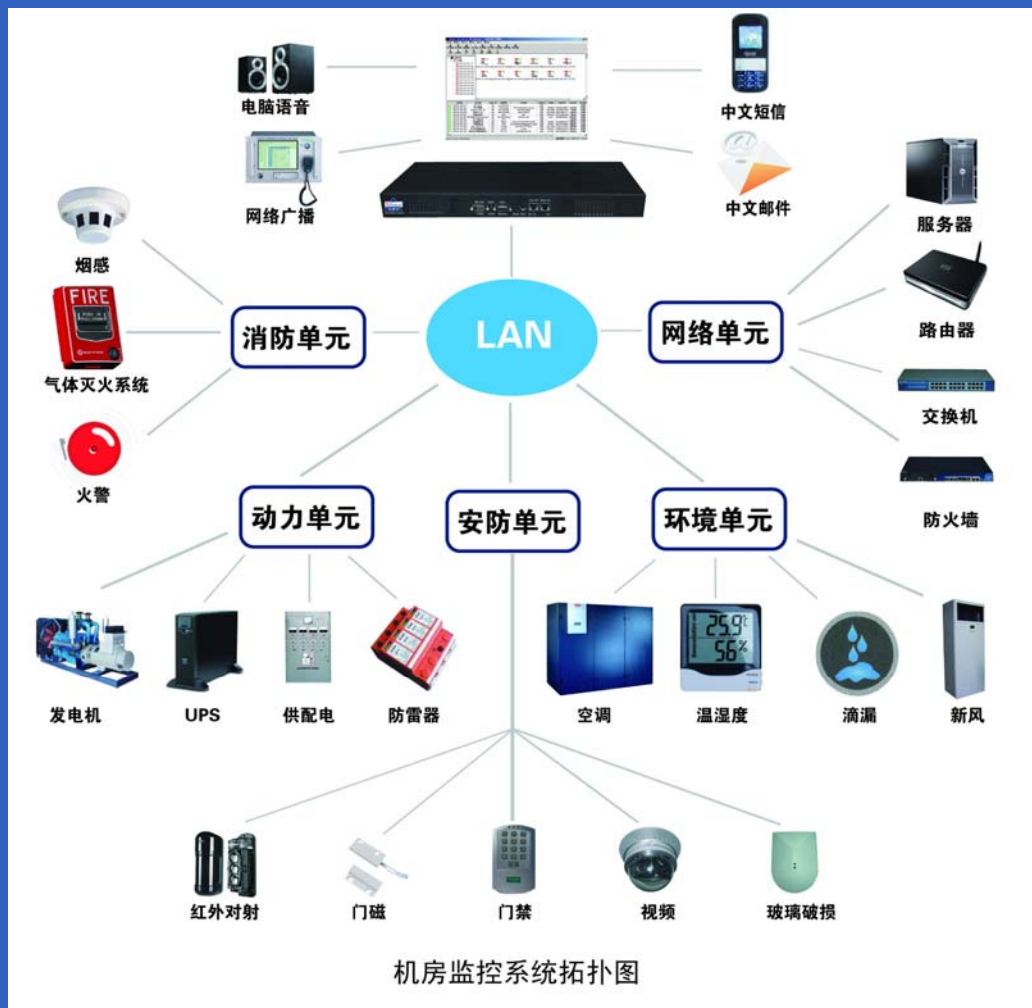 电脑语音
中文短信
网络广播
中文邮件
服务器
烟感
FIRE
路由器
消防单元
LAN
网络单元
气体灭火系统
交换机
火警
防火墙
动力单元
安防单元
环境单元
25.9℃
56%
发电机
UPS
供配电
防雷器
空调
温湿度
滴漏
新风
红外对射
门磁
门禁
视频
玻璃破损
机房监控系统拓扑图